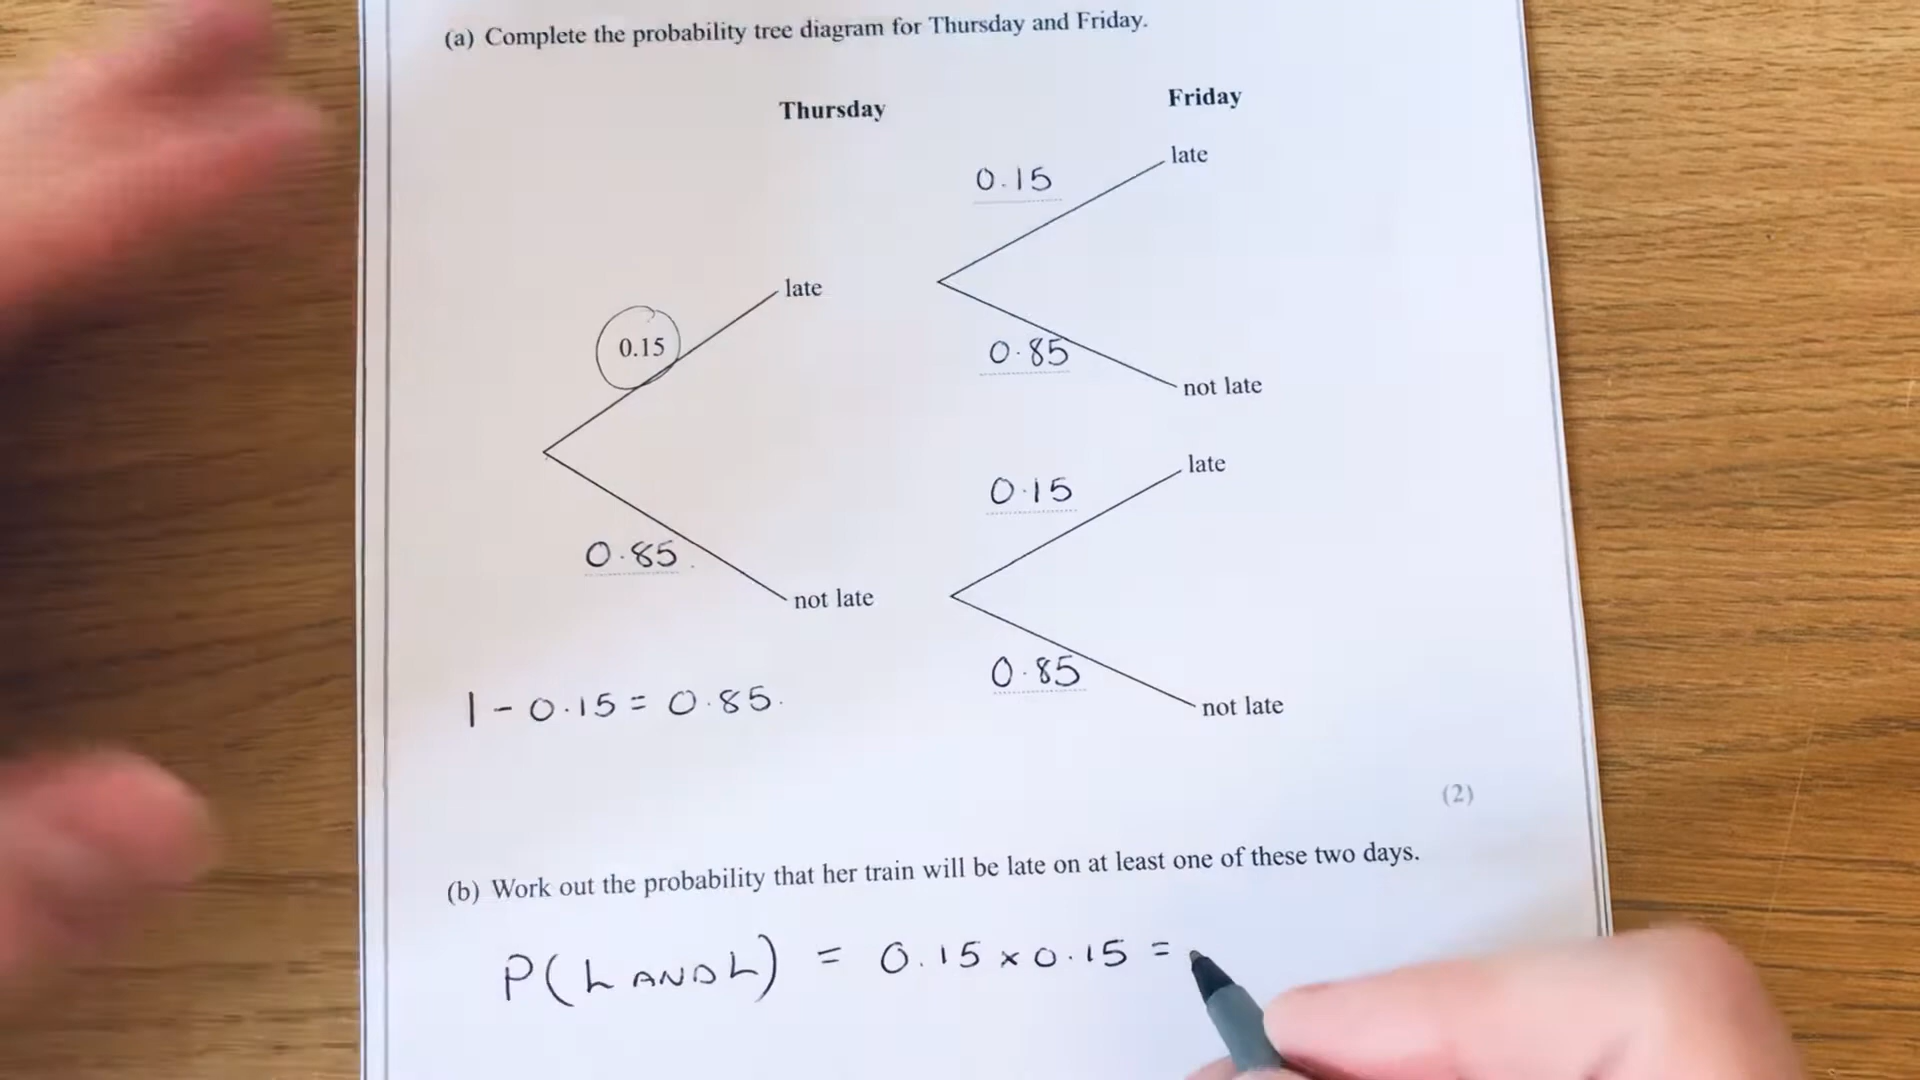 (a) Complete the probability tree diagram for Thursday and Friday.
Thursday
Friday
late
0.15
late
0.15
0.85
not late
late
0.15
0.85
not late
0.85
not late
1 - 0.15 = 0.85.
(2)
(b) Work out the probability that her train will be late on at least one of these two days.
P(L AND L) = 0.15 × 0.15 =